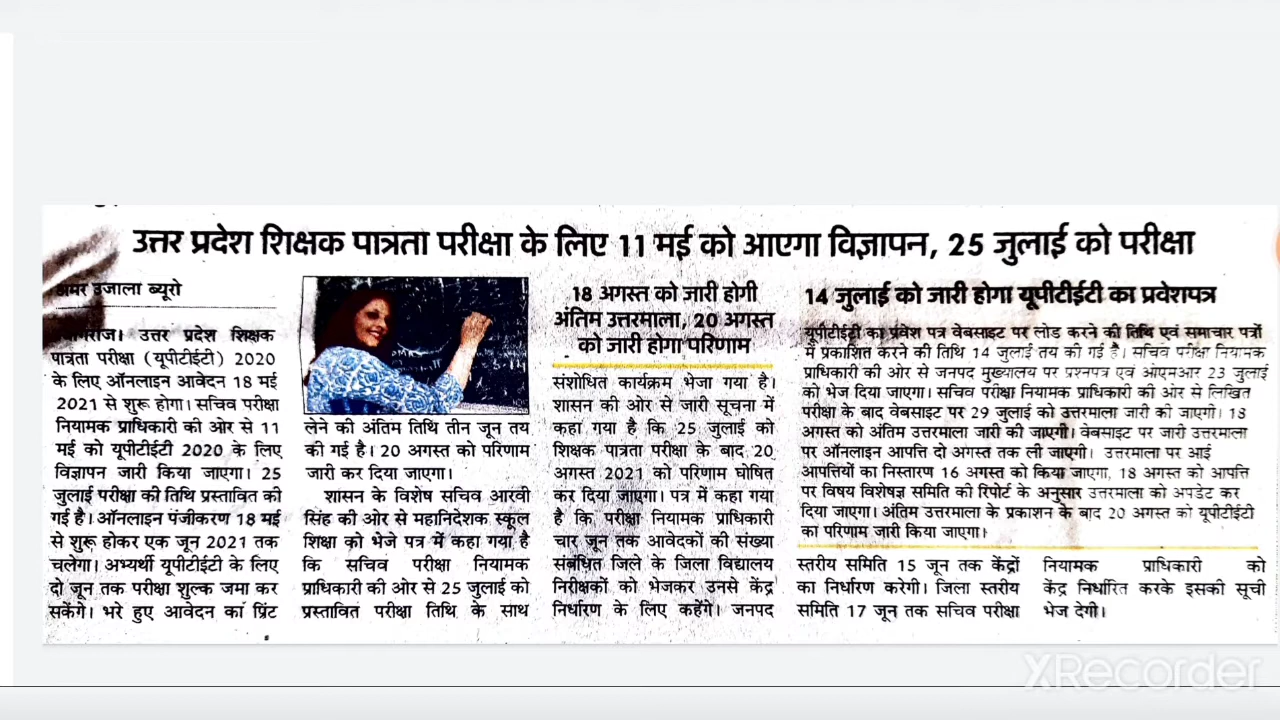 उत्तर प्रदेश शिक्षक पात्रता परीक्षा के लिए 11 मई को आएगा विज्ञापन, 25 जुलाई को परीक्षा
अमर उजाला ब्यूरो
उत्तर प्रदेश शिक्षक
पात्रता परीक्षा (यूपीटीईटी) 2020
के लिए ऑनलाइन आवेदन 18 मई
2021 से शुरू होगा। सचिव परीक्षा
नियामक प्राधिकारी की ओर से 11
मई को यूपीटीईटी 2020 के लिए
विज्ञापन जारी किया जाएगा। 25
जुलाई परीक्षा की तिथि प्रस्तावित की
गई है। ऑनलाइन पंजीकरण 18 मई
से शुरू होकर एक जून 2021 तक
चलेगा। अभ्यर्थी यूपीटीईटी के लिए
दो जून तक परीक्षा शुल्क जमा कर
सकेंगे। भरे हुए आवेदन का प्रिंट
लेने की अंतिम तिथि तीन जून तय
की गई है। 20 अगस्त को परिणाम
जारी कर दिया जाएगा।
शासन के विशेष सचिव आरवी
सिंह की ओर से महानिदेशक स्कूल
शिक्षा को भेजे पत्र में कहा गया है
कि सचिव परीक्षा नियामक
प्राधिकारी की ओर से 25 जुलाई को
प्रस्तावित परीक्षा तिथि के साथ
18 अगस्त को जारी होगी
अंतिम उत्तरमाला, 20 अगस्त
को जारी होगा परिणाम
संशोधित कार्यक्रम भेजा गया है।
शासन की ओर से जारी सूचना में
कहा गया है कि 25 जुलाई को
शिक्षक पात्रता परीक्षा के बाद 20
अगस्त 2021 को परिणाम घोषित
कर दिया जाएगा। पत्र में कहा गया
है कि परीक्षा नियामक प्राधिकारी
चार जून तक आवेदकों की संख्या
संबंधित जिले के जिला विद्यालय
निरीक्षकों को भेजकर उनसे केंद्र
निर्धारण के लिए कहेंगे। जनपद
14 जुलाई को जारी होगा यूपीटीईटी का प्रवेशपत्र
यूपीटीईटी का प्रवेश पत्र वेबसाइट पर लोड करने की तिथि एवं समाचार पत्रों
में प्रकाशित करने की तिथि 14 जुलाई तय की गई है। सचिव परीक्षा नियामक
प्राधिकारी की ओर से जनपद मुख्यालय पर प्रश्नपत्र एवं ओएमआर 23 जुलाई
को भेज दिया जाएगा। सचिव परीक्षा नियामक प्राधिकारी की ओर से लिखित
परीक्षा के बाद वेबसाइट पर 29 जुलाई को उत्तरमाला जारी की जाएगी। 18
अगस्त को अंतिम उत्तरमाला जारी की जाएगी। वेबसाइट पर जारी उत्तरमाला
पर ऑनलाइन आपत्ति दो अगस्त तक ली जाएगी। उत्तरमाला पर आई
आपत्तियों का निस्तारण 16 अगस्त को किया जाएगा, 18 अगस्त को आपत्ति
पर विषय विशेषज्ञ समिति की रिपोर्ट के अनुसार उत्तरमाला को अपडेट कर
दिया जाएगा। अंतिम उत्तरमाला के प्रकाशन के बाद 20 अगस्त को यूपीटीईटी
का परिणाम जारी किया जाएगा।
स्तरीय समिति 15 जून तक केंद्रों
का निर्धारण करेगी। जिला स्तरीय
समिति 17 जून तक सचिव परीक्षा
नियामक प्राधिकारी को
केंद्र निर्धारित करके इसकी सूची
भेज देगी।
XRecorder